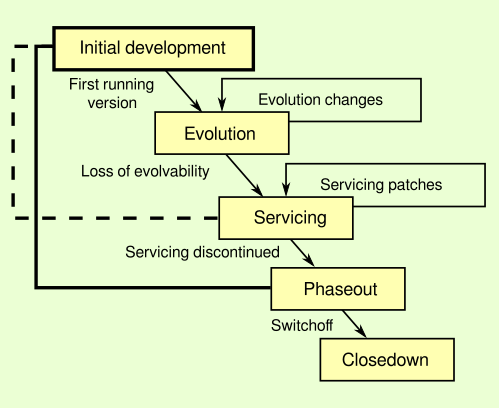 Initial development
First running
version
Evolution changes
Evolution
Loss of evolvability
Servicing patches
Servicing
Servicing discontinued
Phaseout
Switchoff
Closedown